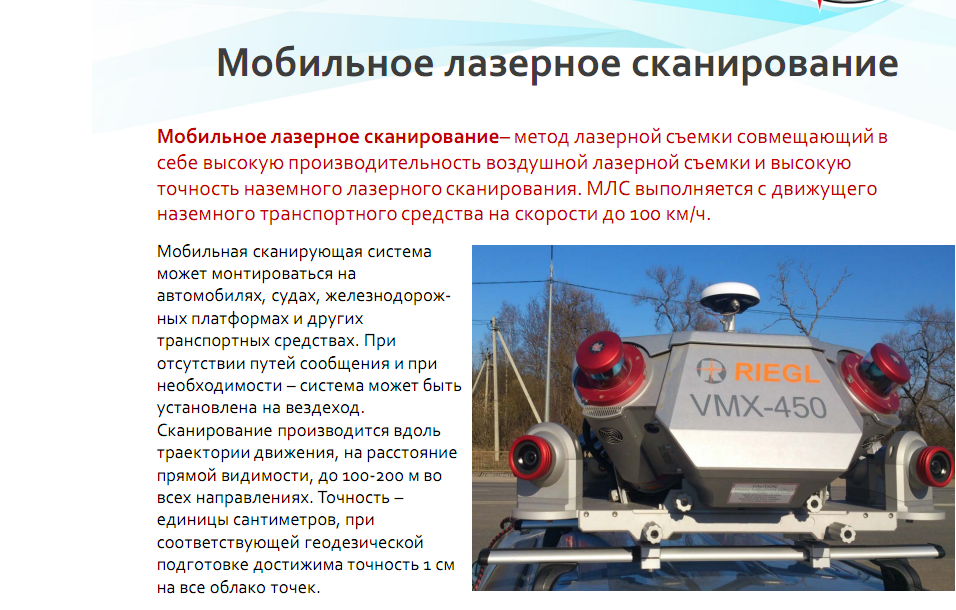 Мобильное лазерное сканирование
Мобильное лазерное сканирование– метод лазерной съемки совмещающий в
себе высокую производительность воздушной лазерной съемки и высокую
точность наземного лазерного сканирования. МЛС выполняется с движущего
наземного транспортного средства на скорости до 100 км/ч.
Мобильная сканирующая система
может монтироваться на
автомобилях, судах, железнодорож-
ных платформах и других
транспортных средствах. При
отсутствии путей сообщения и при
необходимости – система может быть
установлена на вездеход.
Сканирование производится вдоль
траектории движения, на расстояние
прямой видимости, до 100-200 м во
всех направлениях. Точность –
единицы сантиметров, при
соответствующей геодезической
подготовке достижима точность 1 см
на все облако точек.
RIEGL
VMX-450